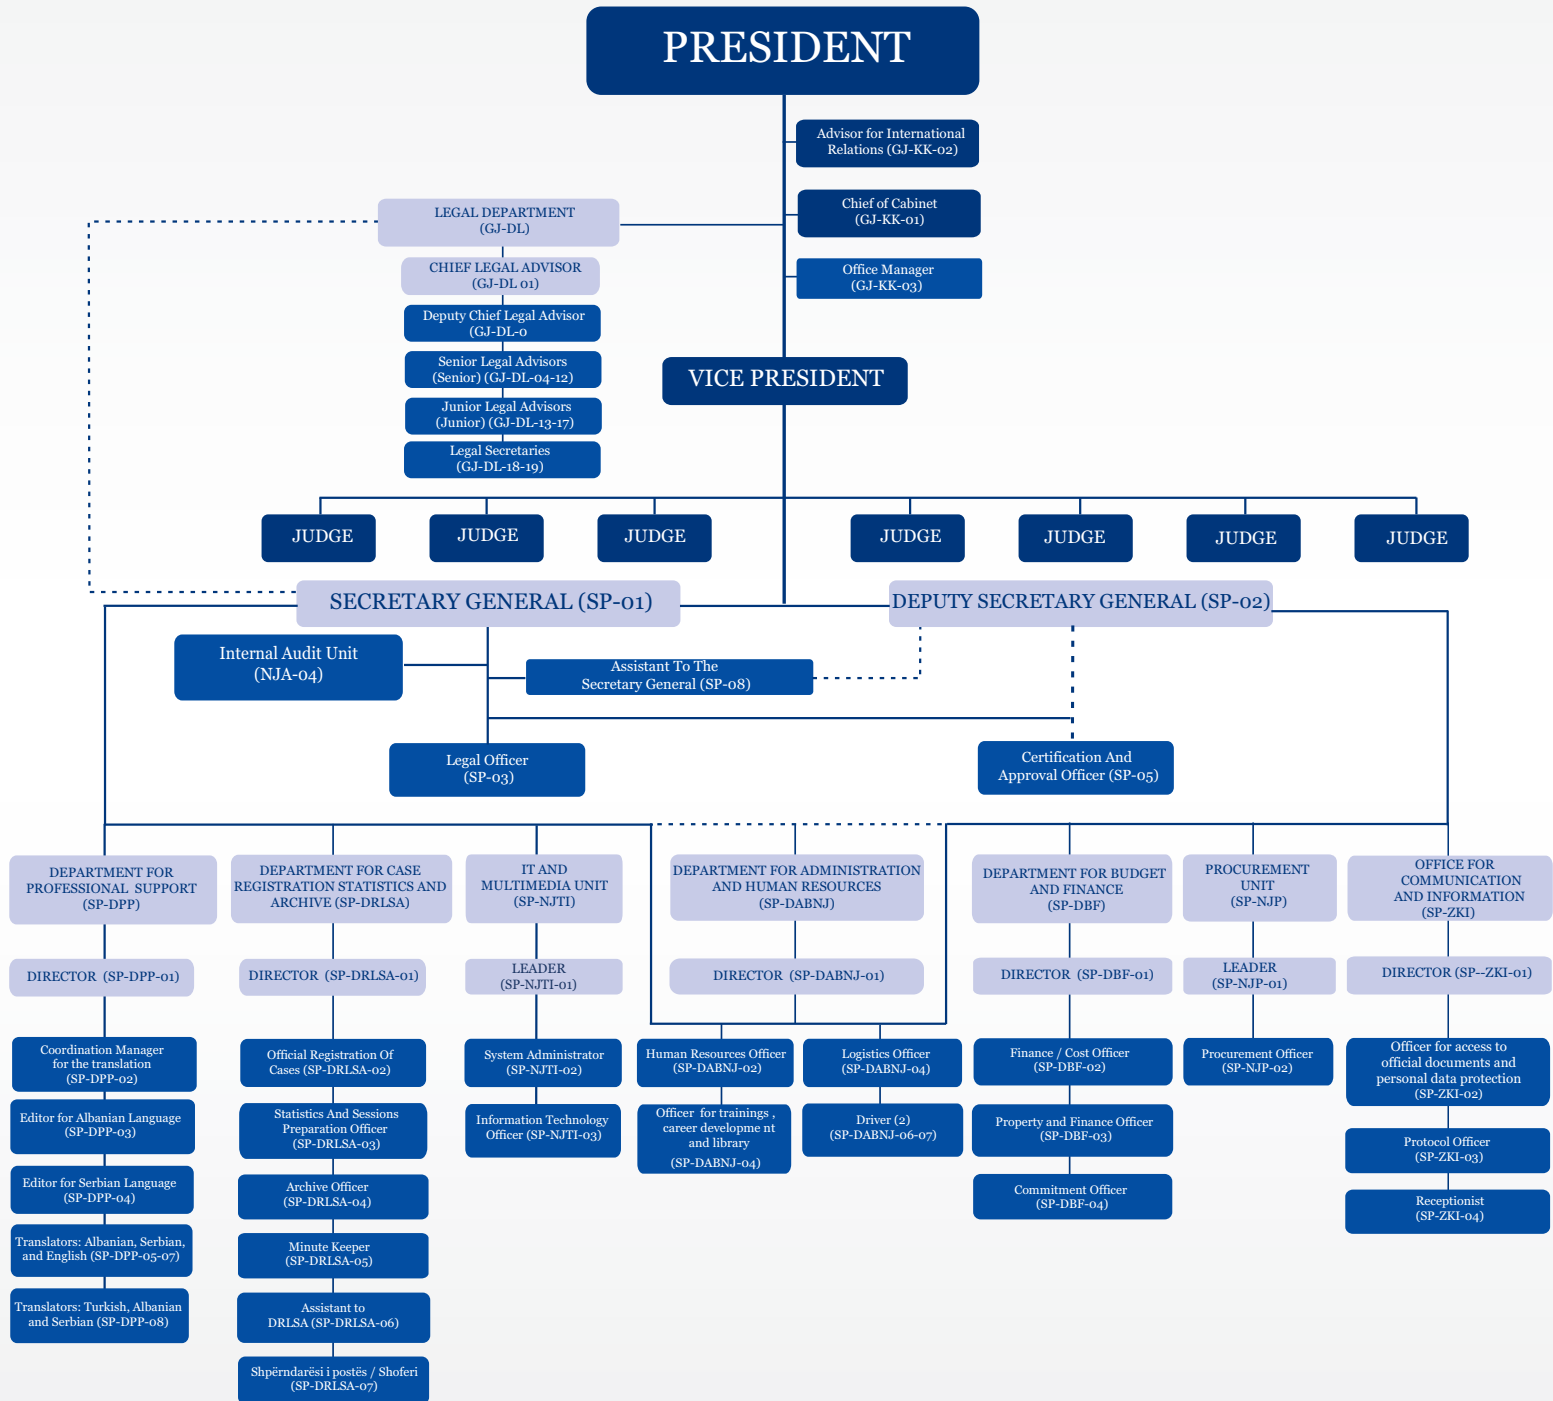 PRESIDENT
Advisor for International
Relations (GJ-KK-02)
Chief of Cabinet
(GJ-KK-01)
Office Manager
(GJ-KK-03)
LEGAL DEPARTMENT
(GJ-DL)
CHIEF LEGAL ADVISOR
(GJ-DL 01)
Deputy Chief Legal Advisor
(GJ-DL-0
Senior Legal Advisors
(Senior) (GJ-DL-04-12)
Junior Legal Advisors
(Junior) (GJ-DL-13-17)
Legal Secretaries
(GJ-DL-18-19)
VICE PRESIDENT
JUDGE
JUDGE
JUDGE
JUDGE
JUDGE
JUDGE
JUDGE
SECRETARY GENERAL (SP-01)
DEPUTY SECRETARY GENERAL (SP-02)
Internal Audit Unit
(NJA-04)
Assistant To The
Secretary General (SP-08)
Legal Officer
(SP-03)
Certification And
Approval Officer (SP-05)
DEPARTMENT FOR
PROFESSIONAL SUPPORT
(SP-DPP)
DIRECTOR (SP-DPP-01)
Coordination Manager
for the translation
(SP-DPP-02)
Editor for Albanian Language
(SP-DPP-03)
Editor for Serbian Language
(SP-DPP-04)
Translators: Albanian, Serbian,
and English (SP-DPP-05-07)
Translators: Turkish, Albanian
and Serbian (SP-DPP-08)
DEPARTMENT FOR CASE
REGISTRATION STATISTICS AND
ARCHIVE (SP-DRLSA)
DIRECTOR (SP-DRLSA-01)
Official Registration Of
Cases (SP-DRLSA-02)
Statistics And Sessions
Preparation Officer
(SP-DRLSA-03)
Archive Officer
(SP-DRLSA-04)
Minute Keeper
(SP-DRLSA-05)
Assistant to
DRLSA (SP-DRLSA-06)
Shpërndarësi i postës / Shoferi
(SP-DRLSA-07)
IT AND
MULTIMEDIA UNIT
(SP-NJTI)
LEADER
(SP-NJTI-01)
System Administrator
(SP-NJTI-02)
Information Technology
Officer (SP-NJTI-03)
DEPARTMENT FOR ADMINISTRATION
AND HUMAN RESOURCES
(SP-DABNJ)
DIRECTOR (SP-DABNJ-01)
Human Resources Officer
(SP-DABNJ-02)
Officer for trainings ,
career developme nt
and library
(SP-DABNJ-04)
Logistics Officer
(SP-DABNJ-04)
Driver (2)
(SP-DABNJ-06-07)
DEPARTMENT FOR BUDGET
AND FINANCE
(SP-DBF)
DIRECTOR (SP-DBF-01)
Finance / Cost Officer
(SP-DBF-02)
Property and Finance Officer
(SP-DBF-03)
Commitment Officer
(SP-DBF-04)
PROCUREMENT
UNIT
(SP-NJP)
LEADER
(SP-NJP-01)
Procurement Officer
(SP-NJP-02)
OFFICE FOR
COMMUNICATION
AND INFORMATION
(SP-ZKI)
DIRECTOR (SP--ZKI-01)
Officer for access to
official documents and
personal data protection
(SP-ZKI-02)
Protocol Officer
(SP-ZKI-03)
Receptionist
(SP-ZKI-04)